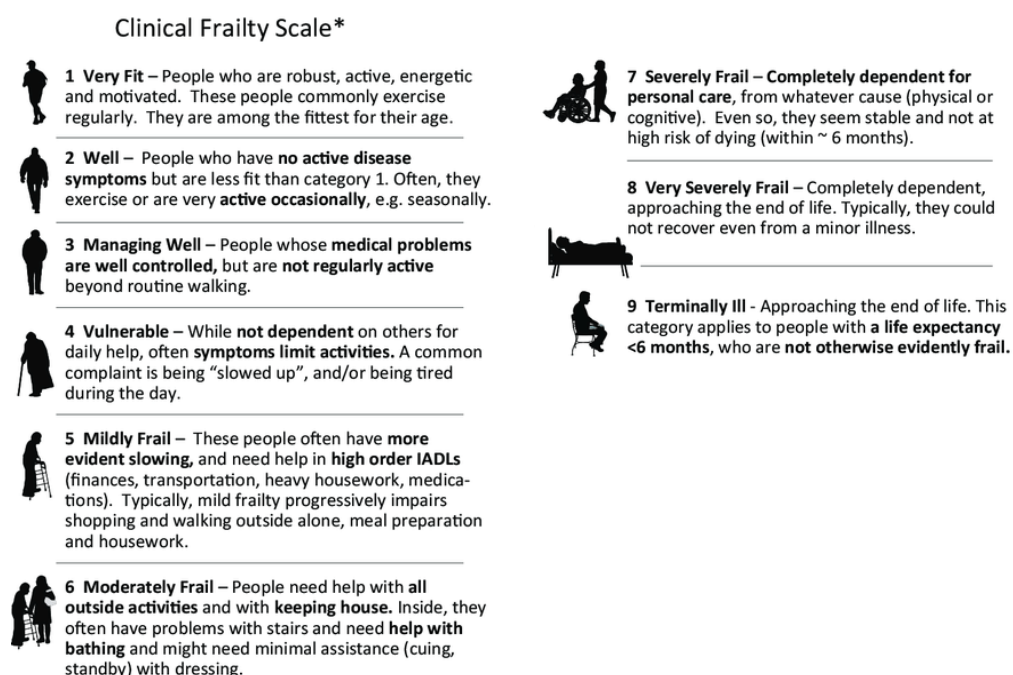 Clinical Frailty Scale*
1 Very Fit – People who are robust, active, energetic
and motivated. These people commonly exercise
regularly. They are among the fittest for their age.
2 Well – People who have no active disease
symptoms but are less fit than category 1. Often, they
exercise or are very active occasionally, e.g. seasonally.
3 Managing Well – People whose medical problems
are well controlled, but are not regularly active
beyond routine walking.
4 Vulnerable – While not dependent on others for
daily help, often symptoms limit activities. A common
complaint is being “slowed up”, and/or being tired
during the day.
5 Mildly Frail – These people often have more
evident slowing, and need help in high order IADLs
(finances, transportation, heavy housework, medica-
tions). Typically, mild frailty progressively impairs
shopping and walking outside alone, meal preparation
and housework.
6 Moderately Frail – People need help with all
outside activities and with keeping house. Inside, they
often have problems with stairs and need help with
bathing and might need minimal assistance (cuing,
standby) with dressing.
7 Severely Frail – Completely dependent for
personal care, from whatever cause (physical or
cognitive). Even so, they seem stable and not at
high risk of dying (within ~ 6 months).
8 Very Severely Frail – Completely dependent,
approaching the end of life. Typically, they could
not recover even from a minor illness.
9 Terminally Ill - Approaching the end of life. This
category applies to people with a life expectancy
<6 months, who are not otherwise evidently frail.